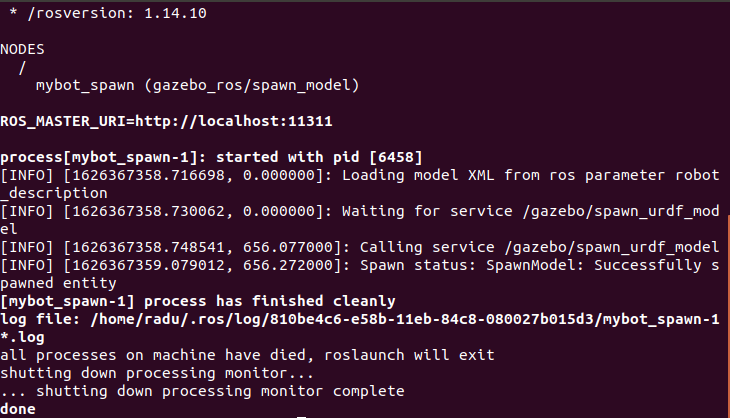 * /rosversion: 1.14.10
NODES
/
mybot_spawn (gazebo_ros/spawn_model)
ROS_MASTER_URI=http://localhost:11311
process[mybot_spawn-1]: started with pid [6458]
[INFO] [1626367358.716698, 0.000000]: Loading model XML from ros parameter robot
_description
[INFO] [1626367358.730062, 0.000000]: Waiting for service /gazebo/spawn_urdf_mod
el
[INFO] [1626367358.748541, 656.077000]: Calling service /gazebo/spawn_urdf_model
[INFO] [1626367359.079012, 656.272000]: Spawn status: SpawnModel: Successfully s
pawned entity
[mybot_spawn-1] process has finished cleanly
log file: /home/radu/.ros/log/810be4c6-e58b-11eb-84c8-080027b015d3/mybot_spawn-1
*.log
all processes on machine have died, roslaunch will exit
shutting down processing monitor...
... shutting down processing monitor complete
done